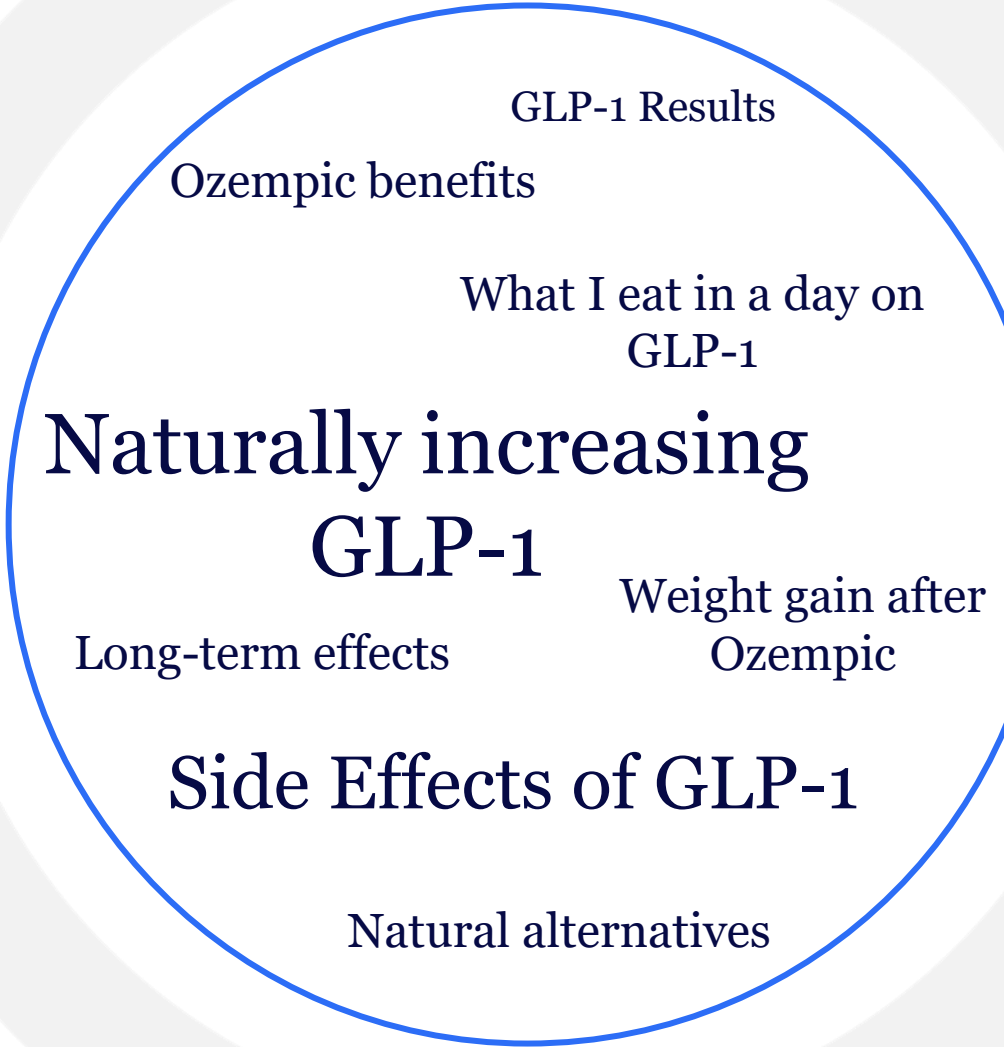 GLP-1 Results
Ozempic benefits
What I eat in a day on
GLP-1
Naturally increasing
GLP-1
Weight gain after
Ozempic
Long-term effects
Side Effects of GLP-1
Natural alternatives